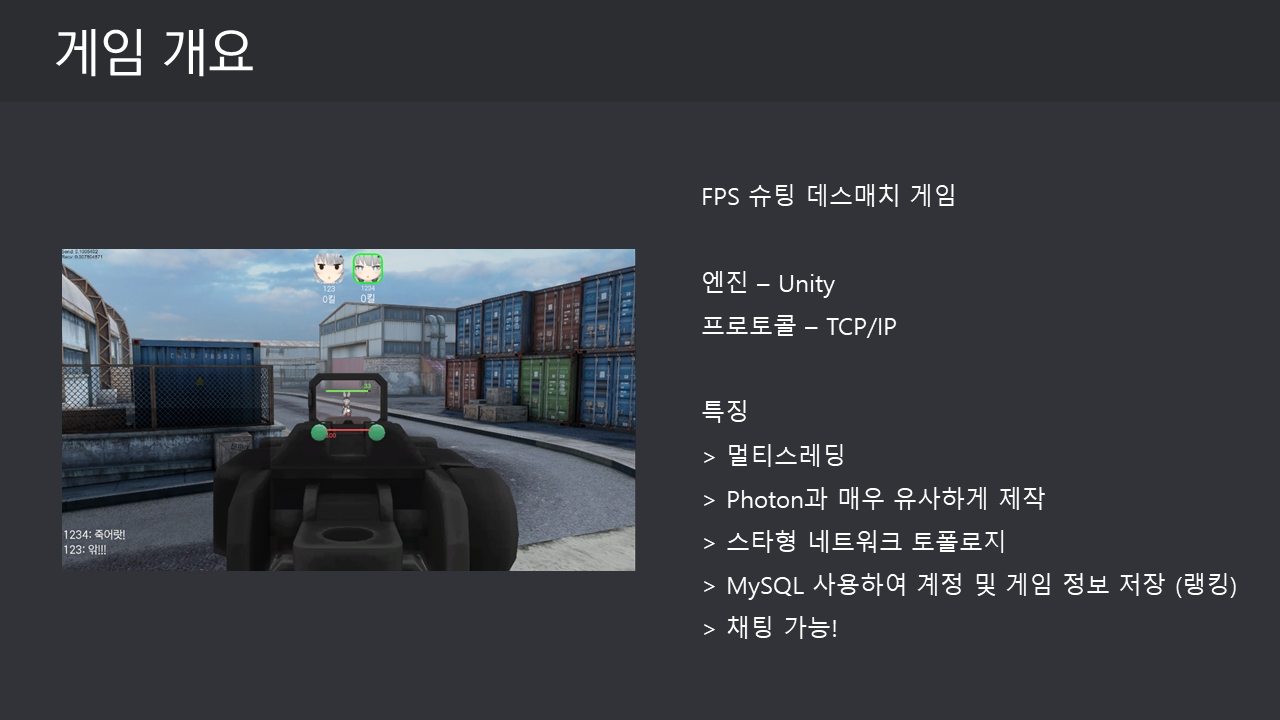 게임 개요
FPS 슈팅 데스매치 게임
엔진 – Unity
프로토콜 – TCP/IP
특징
> 멀티스레딩
> Photon과 매우 유사하게 제작
> 스타형 네트워크 토폴로지
> MySQL 사용하여 계정 및 게임 정보 저장 (랭킹)
> 채팅 가능!
123
1234
0킬
0킬
33
100
1234: 죽어랏!
123: 앆!!!